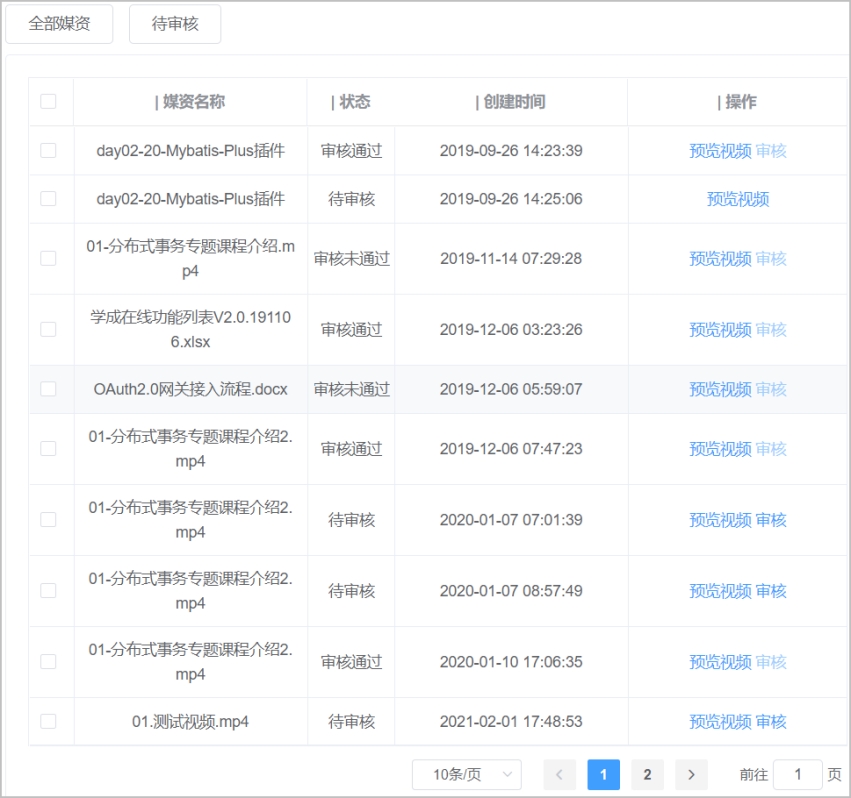 全部媒资 待审核
| 媒资名称 | 状态 | 创建时间 | 操作
day02-20-Mybatis-Plus插件 审核通过 2019-09-26 14:23:39 预览视频 审核
day02-20-Mybatis-Plus插件 待审核 2019-09-26 14:25:06 预览视频
01-分布式事务专题课程介绍.m
p4 审核未通过 2019-11-14 07:29:28 预览视频 审核
学成在线功能列表V2.0.19110
6.xlsx 审核通过 2019-12-06 03:23:26 预览视频 审核
OAuth2.0网关接入流程.docx 审核未通过 2019-12-06 05:59:07 预览视频 审核
01-分布式事务专题课程介绍2.
mp4 审核通过 2019-12-06 07:47:23 预览视频 审核
01-分布式事务专题课程介绍2.
mp4 待审核 2020-01-07 07:01:39 预览视频 审核
01-分布式事务专题课程介绍2.
mp4 待审核 2020-01-07 08:57:49 预览视频 审核
01-分布式事务专题课程介绍2.
mp4 审核通过 2020-01-10 17:06:35 预览视频 审核
01.测试视频.mp4 待审核 2021-02-01 17:48:53 预览视频 审核
10条/页 1 2 前往 1 页